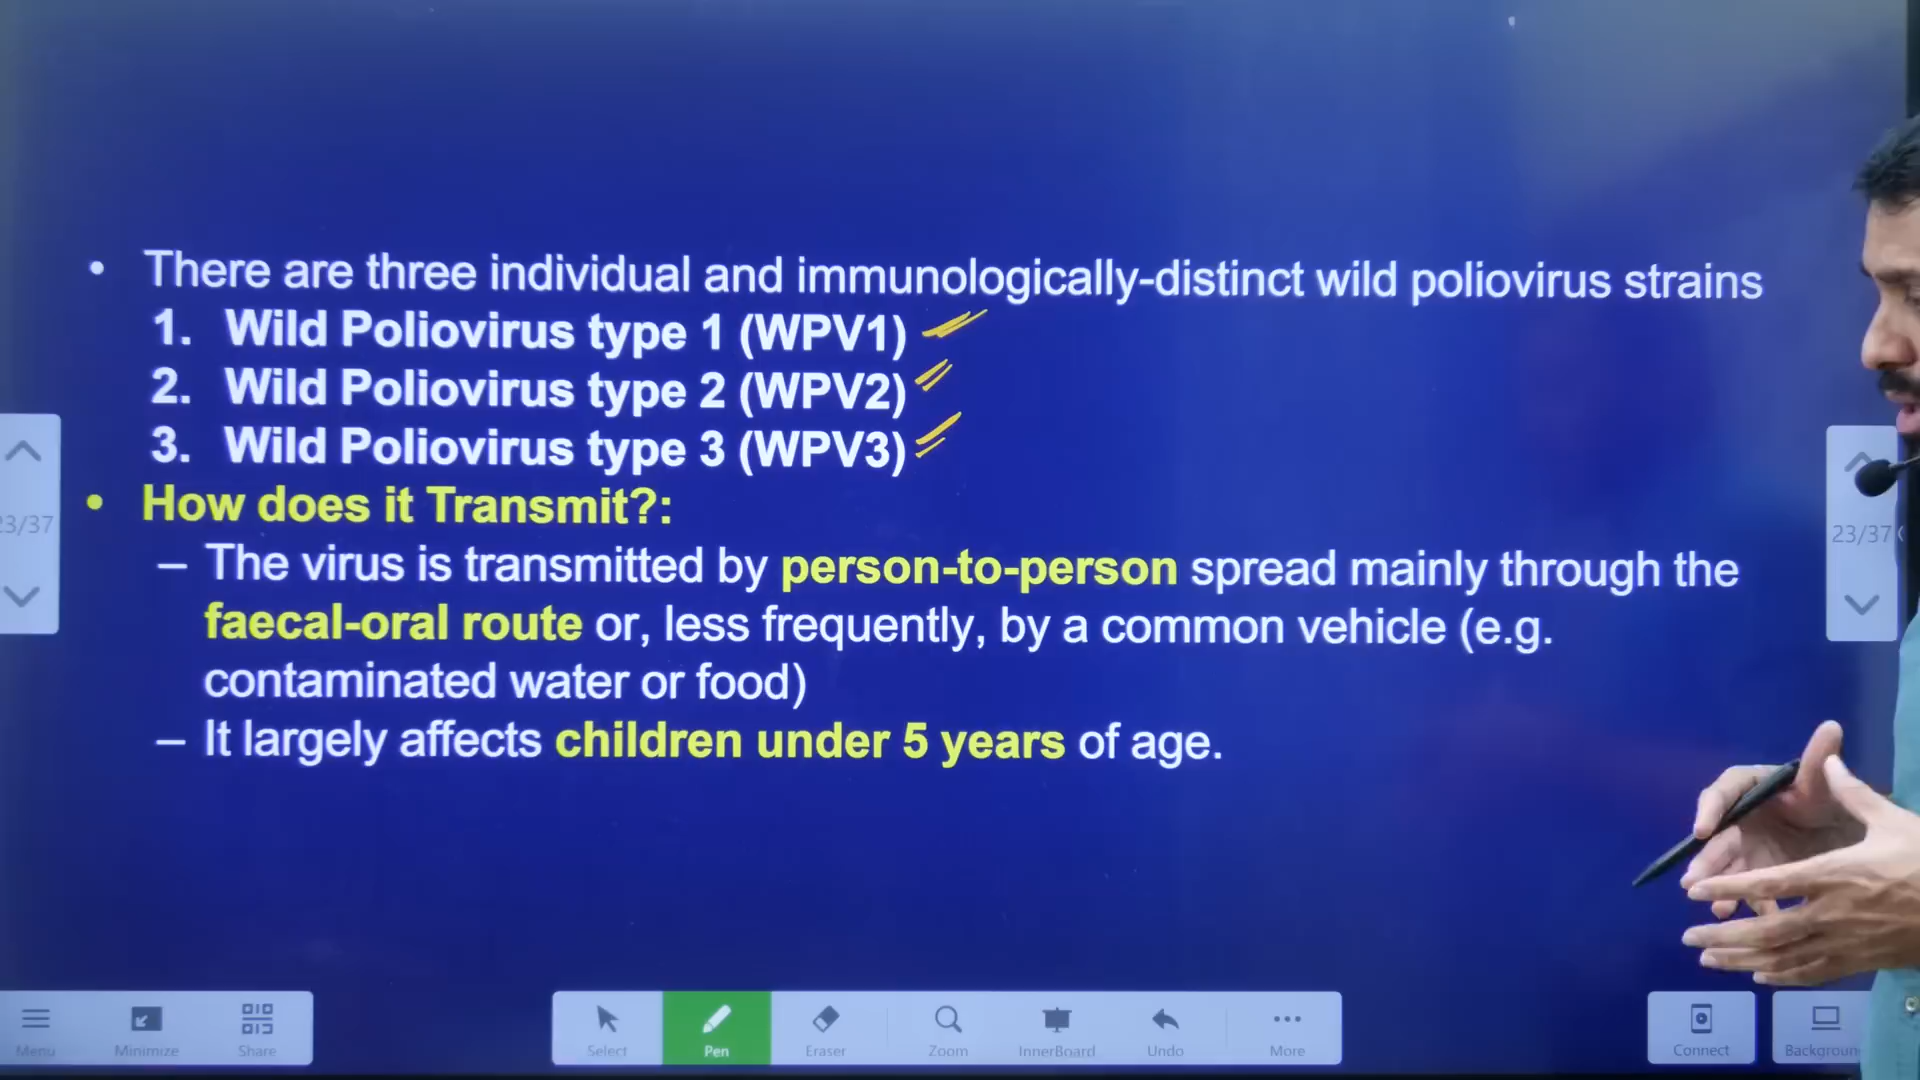 • There are three individual and immunologically-distinct wild poliovirus strains
1. Wild Poliovirus type 1 (WPV1)
2. Wild Poliovirus type 2 (WPV2)
3. Wild Poliovirus type 3 (WPV3)
• How does it Transmit?:
– The virus is transmitted by person-to-person spread mainly through the
faecal-oral route or, less frequently, by a common vehicle (e.g.
contaminated water or food)
– It largely affects children under 5 years of age.
23/37
23/37
Menu Minimize Share
Select Pen Eraser Zoom InnerBoard Undo More
Connect Backgroun